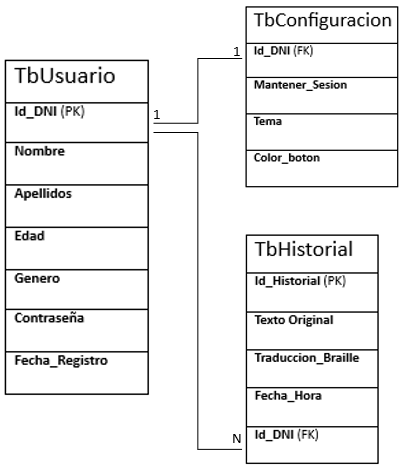 TbUsuario
Id_DNI (PK)
Nombre
Apellidos
Edad
Genero
Contraseña
Fecha_Registro
1
1
N
TbConfiguracion
Id_DNI (FK)
Mantener_Sesion
Tema
Color_boton
TbHistorial
Id_Historial (PK)
Texto Original
Traduccion_Braille
Fecha_Hora
Id_DNI (FK)